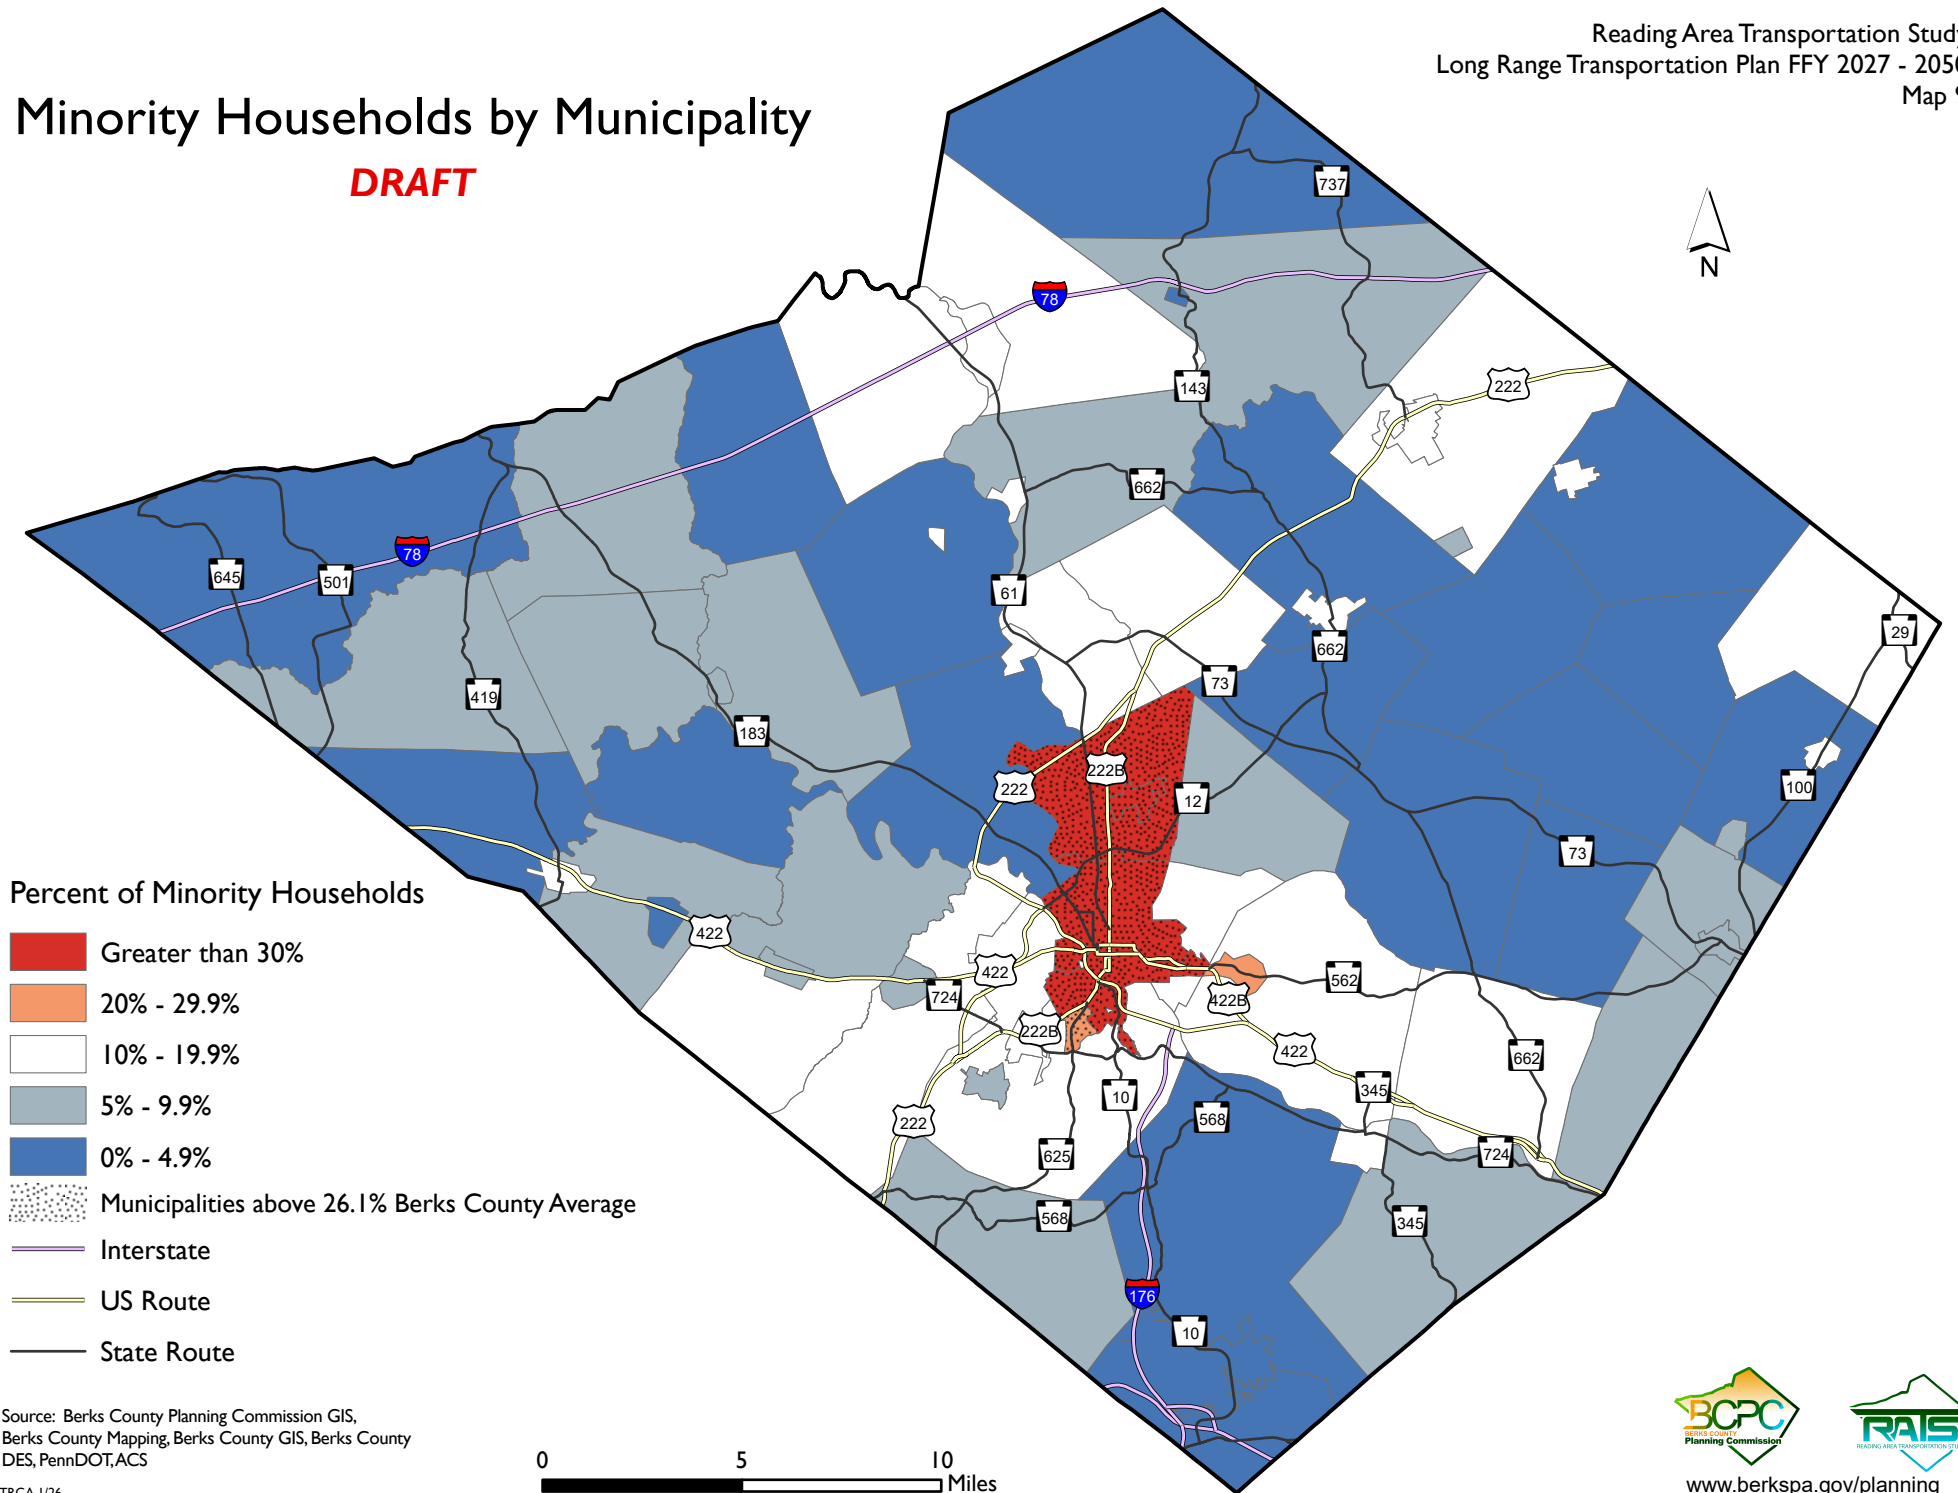 Reading Area Transportation Study
Long Range Transportation Plan FFY 2027 - 2050
Map
Minority Households by Municipality
DRAFT
737
N
78
222
143
662
78
645
501
61
29
662
419
73
183
222B
222
12
100
73
Percent of Minority Households
Greater than 30%
20% - 29.9%
10% - 19.9%
5% - 9.9%
0% - 4.9%
Municipalities above 26.1% Berks County Average
Interstate
US Route
State Route
422
422
724
562
422B
222B
422
662
345
10
568
222
625
724
568
345
176
10
Source: Berks County Planning Commission GIS,
Berks County Mapping, Berks County GIS, Berks County
DES, PennDOT, ACS
0 5 10
Miles
BCPC
BERKS COUNTY
Planning Commission
RATS
READING AREA TRANSPORTATION
www.berkspa.gov/planning